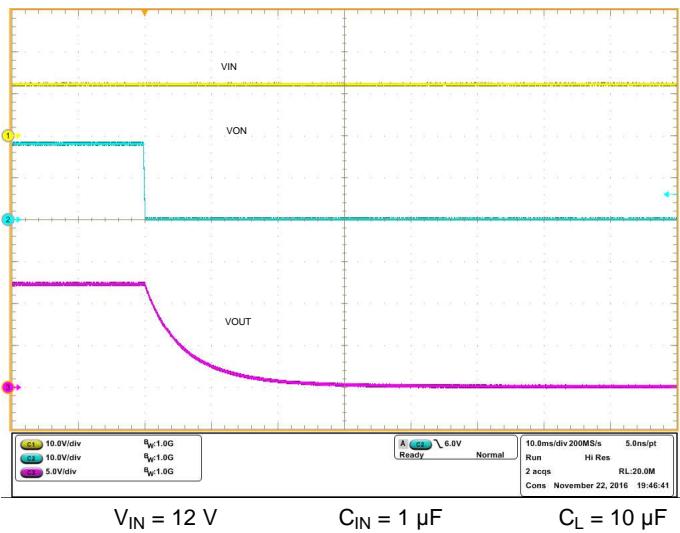 VIN
1
VON
2
VOUT
3
C1 10.0V/div BW:1.0G
C2 10.0V/div BW:1.0G
C3 5.0V/div BW:1.0G
A C2 6.0V
Ready Normal
10.0ms/div 200MS/s 5.0ns/pt
Run Hi Res
2 acqs RL:20.0M
Cons November 22, 2016 19:46:41
VIN = 12 V CIN = 1 µF CL = 10 µF